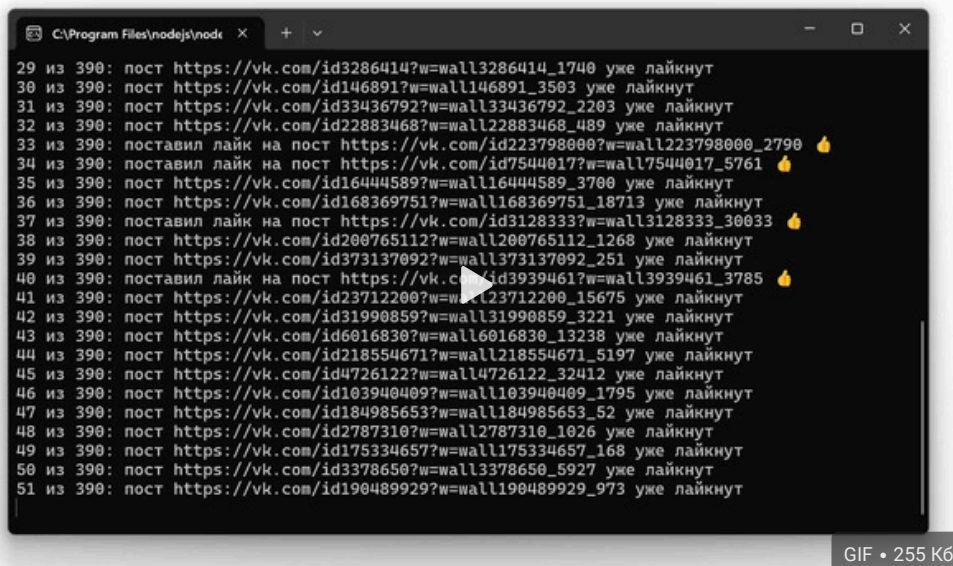 C:\Program Files\nodejs\node
29 из 390: пост https://vk.com/id3286414?w=wall3286414_1740 уже лайкнут
30 из 390: пост https://vk.com/id146891?w=wall146891_3503 уже лайкнут
31 из 390: пост https://vk.com/id33436792?w=wall33436792_2203 уже лайкнут
32 из 390: пост https://vk.com/id22883468?w=wall22883468_489 уже лайкнут
33 из 390: поставил лайк на пост https://vk.com/id223798000?w=wall223798000_2790 👍
34 из 390: поставил лайк на пост https://vk.com/id7544017?w=wall7544017_5761 👍
35 из 390: пост https://vk.com/id16444589?w=wall16444589_3700 уже лайкнут
36 из 390: пост https://vk.com/id168369751?w=wall168369751_18713 уже лайкнут
37 из 390: поставил лайк на пост https://vk.com/id3128333?w=wall3128333_30033 👍
38 из 390: пост https://vk.com/id200765112?w=wall200765112_1268 уже лайкнут
39 из 390: пост https://vk.com/id373137092?w=wall373137092_251 уже лайкнут
40 из 390: поставил лайк на пост https://vk.com/id3939461?w=wall3939461_3785 👍
41 из 390: пост https://vk.com/id23712200?w=wall23712200_15675 уже лайкнут
42 из 390: пост https://vk.com/id31990859?w=wall31990859_3221 уже лайкнут
43 из 390: пост https://vk.com/id6016830?w=wall6016830_13238 уже лайкнут
44 из 390: пост https://vk.com/id218554671?w=wall218554671_5197 уже лайкнут
45 из 390: пост https://vk.com/id4726122?w=wall4726122_32412 уже лайкнут
46 из 390: пост https://vk.com/id103940409?w=wall103940409_1795 уже лайкнут
47 из 390: пост https://vk.com/id184985653?w=wall184985653_52 уже лайкнут
48 из 390: пост https://vk.com/id2787310?w=wall2787310_1026 уже лайкнут
49 из 390: пост https://vk.com/id175334657?w=wall175334657_168 уже лайкнут
50 из 390: пост https://vk.com/id3378650?w=wall3378650_5927 уже лайкнут
51 из 390: пост https://vk.com/id190489929?w=wall190489929_973 уже лайкнут
GIF • 255 Кб